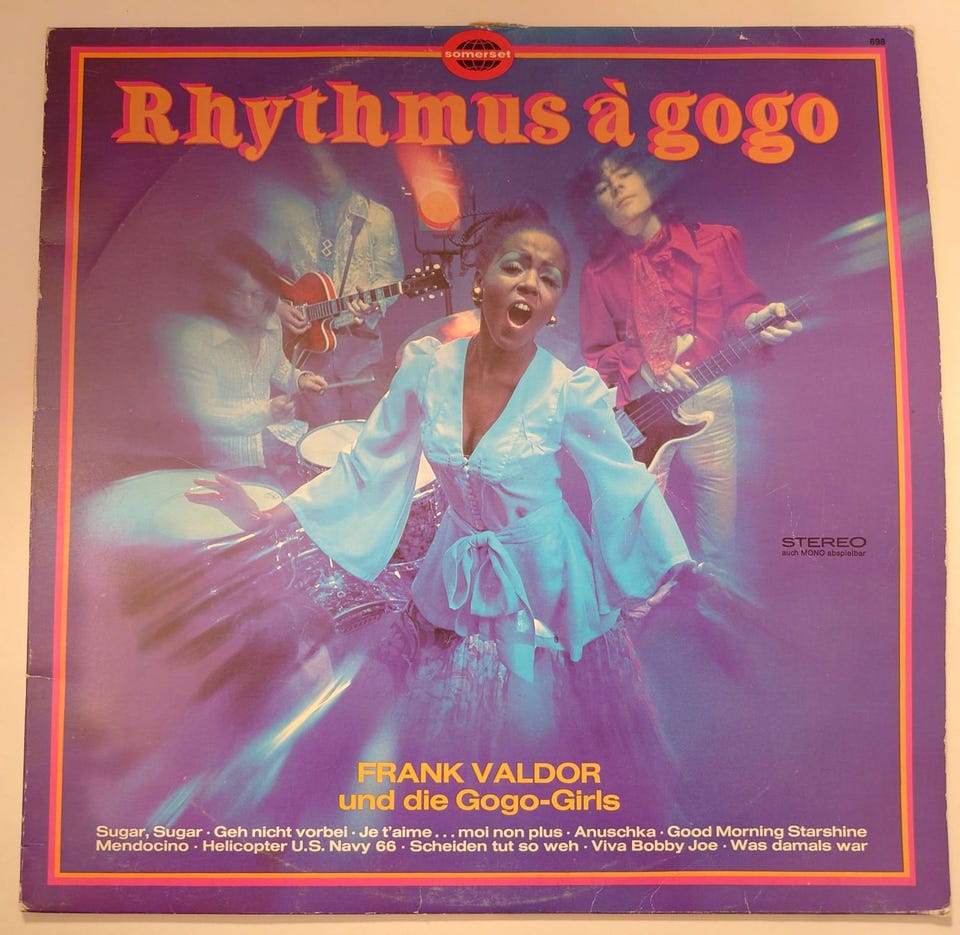 somerset
698
Rhythmus à gogo
STEREO
auch MONO abspielbar
FRANK VALDOR
und die Gogo-Girls
Sugar, Sugar · Geh nicht vorbei · Je t'aime... moi non plus · Anuschka · Good Morning Starshine
Mendocino · Helicopter U.S. Navy 66 · Scheiden tut so weh · Viva Bobby Joe · Was damals war